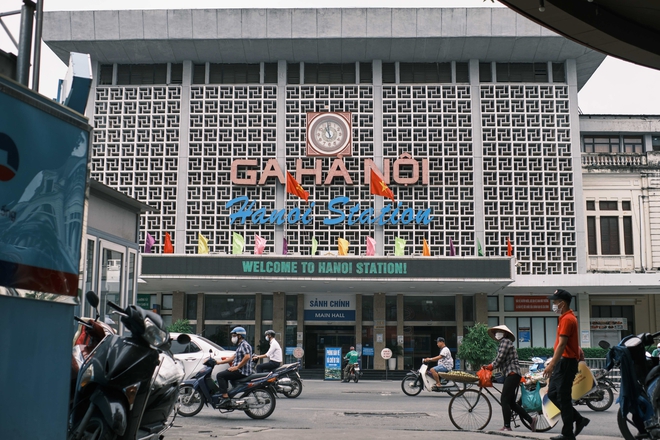 GA HÀ NỘI
Hanoi Station
WELCOME TO HANOI STATION!
SẢNH CHÍNH
MAIN HALL